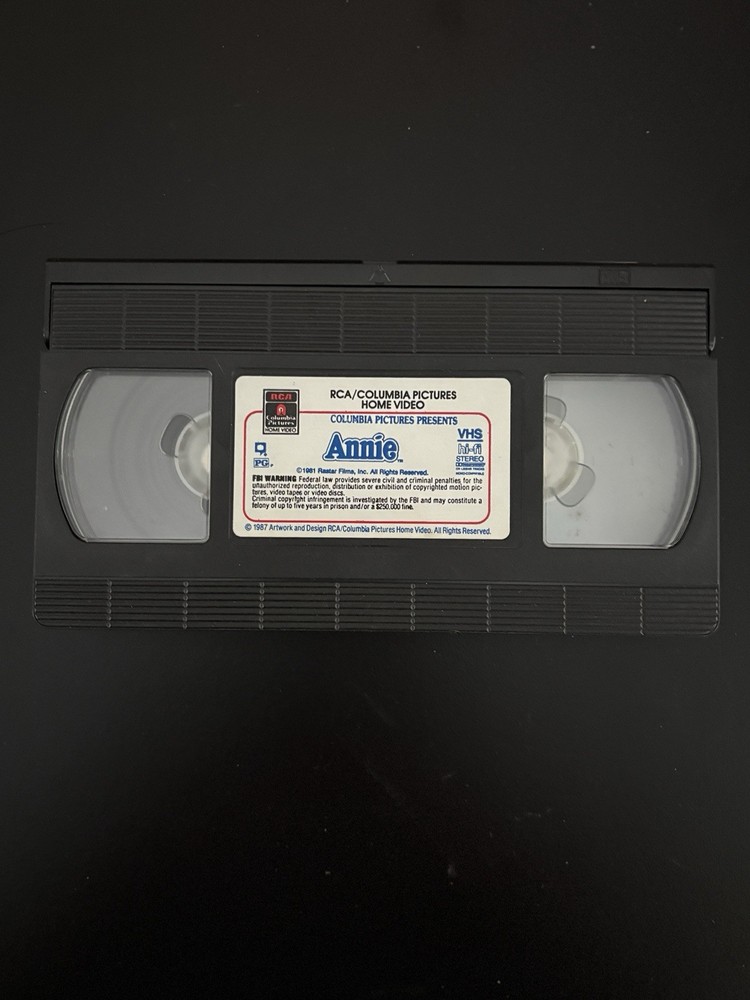 RCA
Columbia
Pictures
HOME VIDEO
RCA/COLUMBIA PICTURES
HOME VIDEO
COLUMBIA PICTURES PRESENTS
Annie™
PG
VHS
hi-fi
STEREO
©1981 Rastar Films, Inc. All Rights Reserved.
FBI WARNING Federal law provides severe civil and criminal penalties for the
unauthorized reproduction, distribution or exhibition of copyrighted motion pic-
tures, video tapes or video discs.
Criminal copyright infringement is investigated by the FBI and may constitute a
felony of up to five years in prison and/or a $250,000 fine.
© 1987 Artwork and Design RCA/Columbia Pictures Home Video. All Rights Reserved.